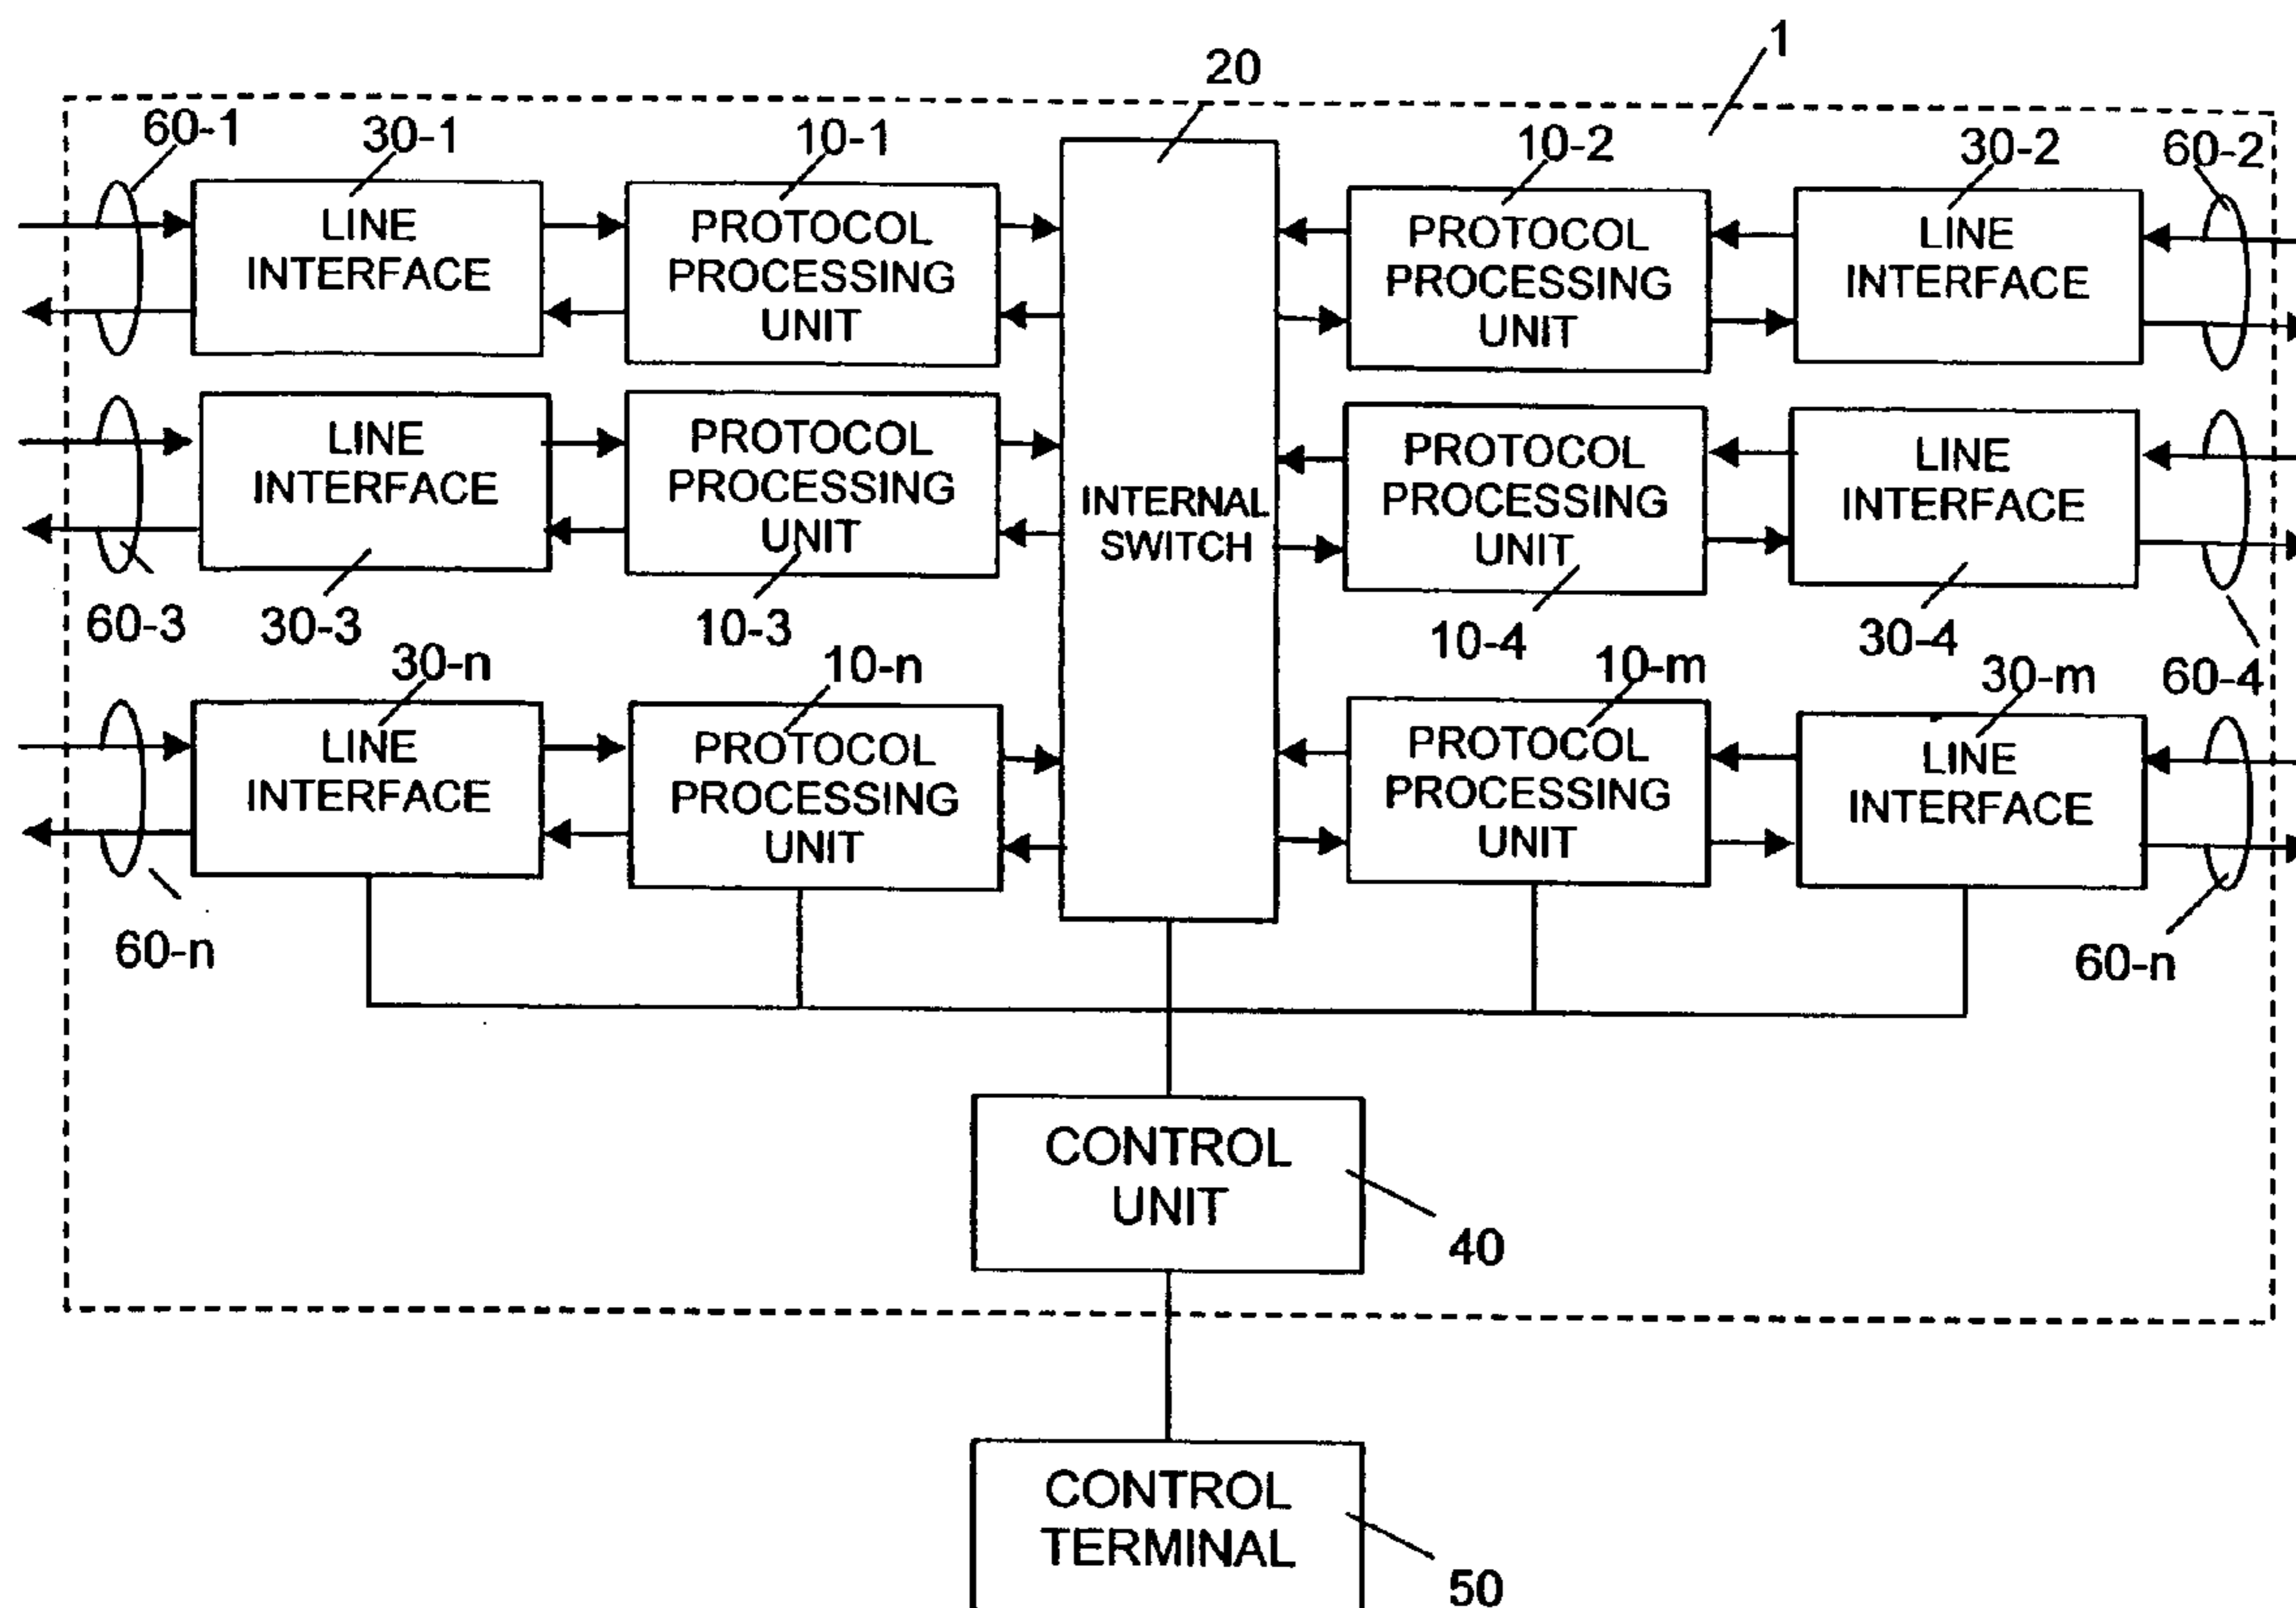 1
20
60-1
30-1
10-1
10-2
30-2
60-2
LINE
INTERFACE
PROTOCOL
PROCESSING
UNIT
PROTOCOL
PROCESSING
UNIT
LINE
INTERFACE
LINE
INTERFACE
PROTOCOL
PROCESSING
UNIT
INTERNAL
SWITCH
PROTOCOL
PROCESSING
UNIT
LINE
INTERFACE
60-3
30-3
10-3
10-4
30-4
60-4
30-n
10-n
10-m
30-m
LINE
INTERFACE
PROTOCOL
PROCESSING
UNIT
PROTOCOL
PROCESSING
UNIT
LINE
INTERFACE
60-n
60-n
CONTROL
UNIT
40
CONTROL
TERMINAL
50